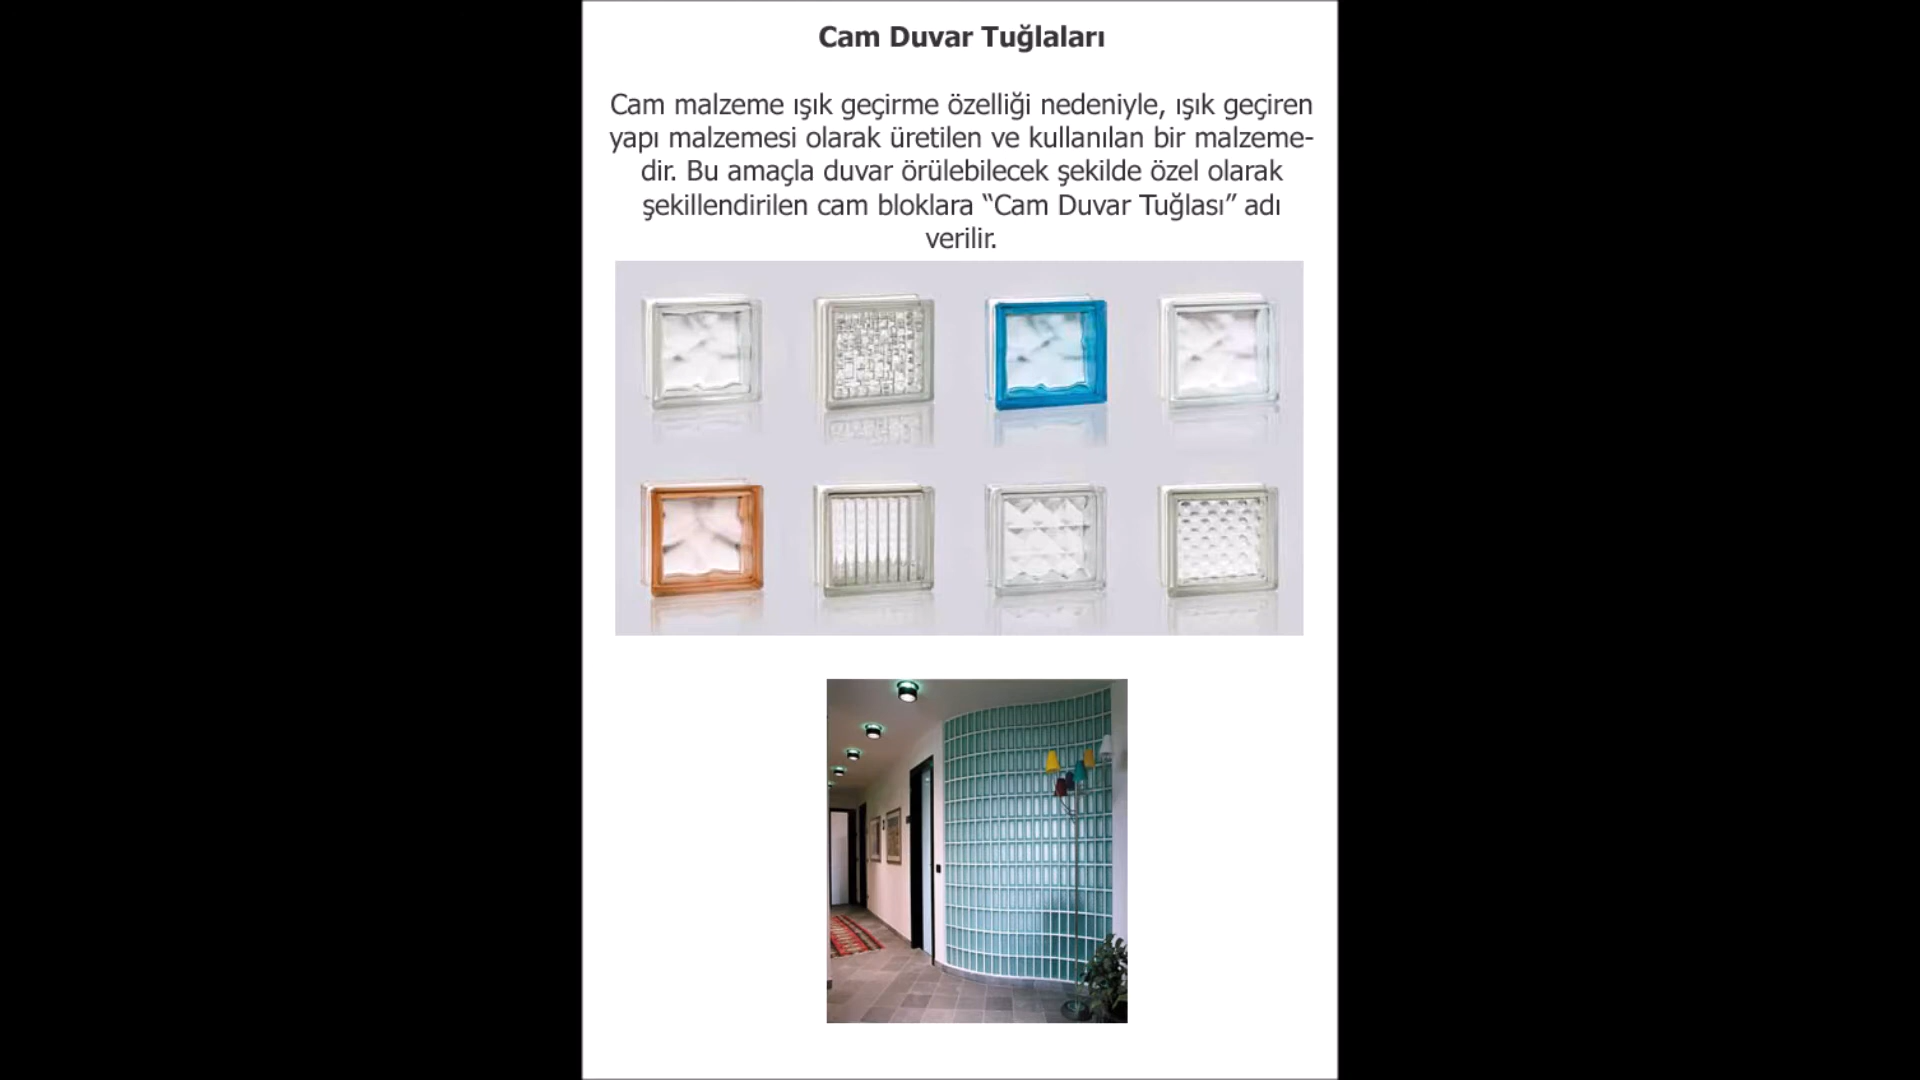 Cam Duvar Tuğlaları
Cam malzeme ışık geçirme özelliği nedeniyle, ışık geçiren
yapı malzemesi olarak üretilen ve kullanılan bir malzeme-
dir. Bu amaçla duvar örülebilecek şekilde özel olarak
şekillendirilen cam bloklara “Cam Duvar Tuğlası” adı
verilir.